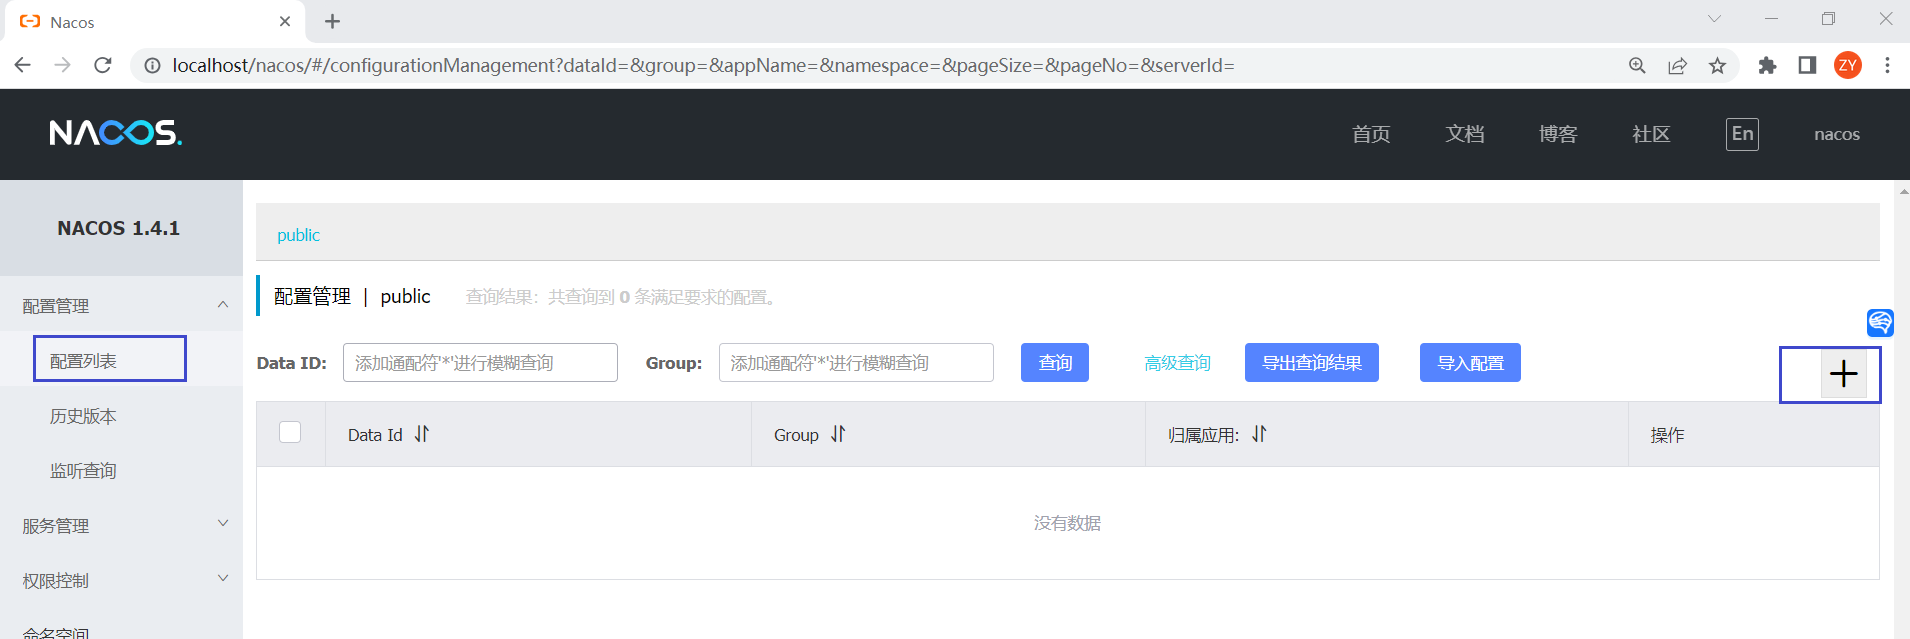 Nacos
localhost/nacos/#/configurationManagement?dataId=&group=&appName=&namespace=&pageSize=&pageNo=&serverId=
ZY
NACOS.
首页 文档 博客 社区 En nacos
NACOS 1.4.1
public
配置管理
配置管理 | public 查询结果：共查询到 0 条满足要求的配置。
配置列表
Data ID: 添加通配符'*'进行模糊查询 Group: 添加通配符'*'进行模糊查询 查询 高级查询 导出查询结果 导入配置
历史版本
Data Id Group 归属应用: 操作
监听查询
没有数据
服务管理
权限控制
命名空间